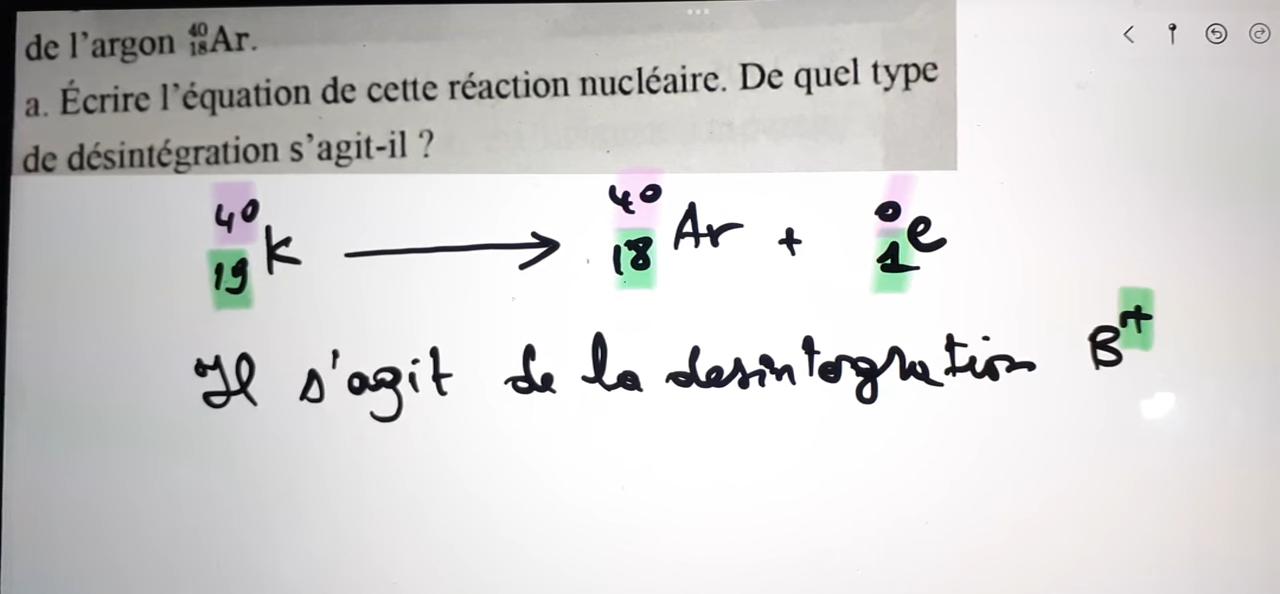 de l'argon ⁴⁰₁₈Ar.
a. Écrire l'équation de cette réaction nucléaire. De quel type
de désintégration s'agit-il ?
⁴⁰₁₉K ⟶ ⁴⁰₁₈Ar + ⁰₁e
Il s'agit de la desintegration B⁺